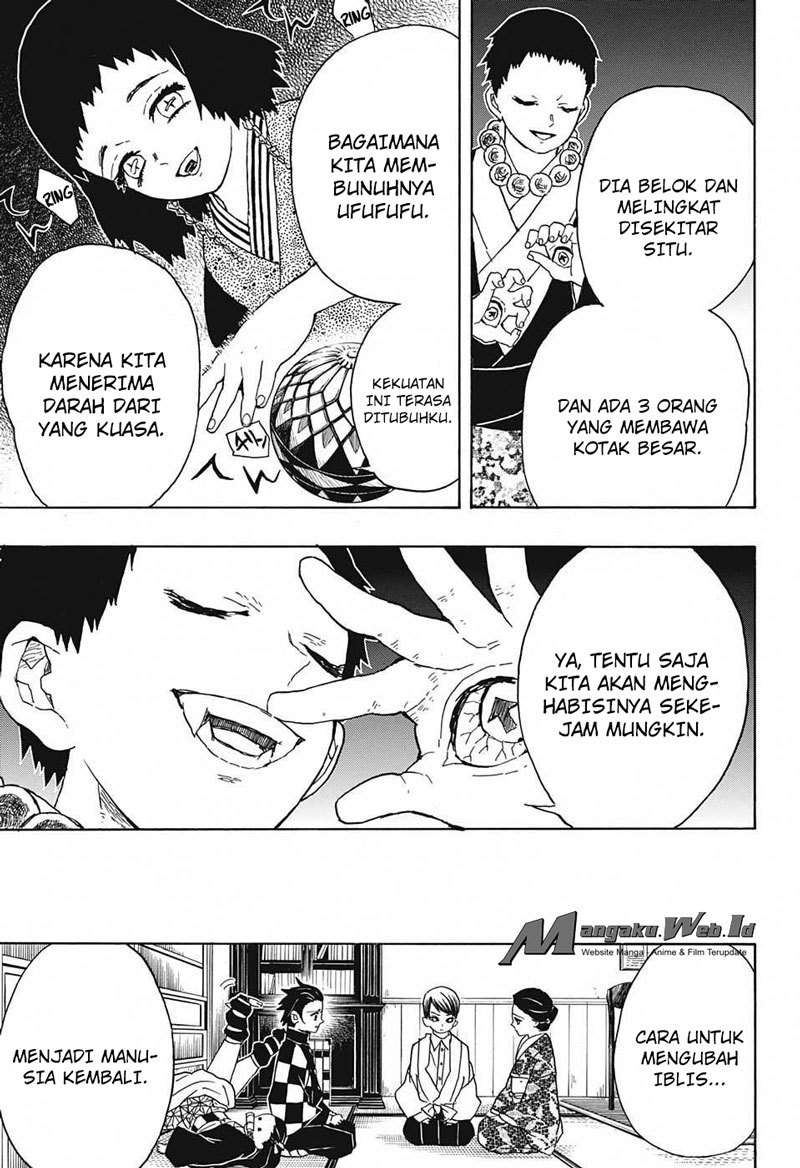 DIA BELOK DAN
MELINGKAT
DISEKITAR
SITU.
DAN ADA 3 ORANG
YANG MEMBAWA
KOTAK BESAR.
RING
RING
BAGAIMANA
KITA MEM-
BUNUHNYA
UFUFUFU.
KEKUATAN
INI TERASA
DITUBUHKU.
KARENA KITA
MENERIMA
DARAH DARI
YANG KUASA.
YA, TENTU SAJA
KITA AKAN MENG-
HABISINYA SEKE-
JAM MUNGKIN.
Mangaku.Web.Id
Website Manga, Anime & Film Terupdate
CARA UNTUK
MENGUBAH
IBLIS...
MENJADI MANU-
SIA KEMBALI.